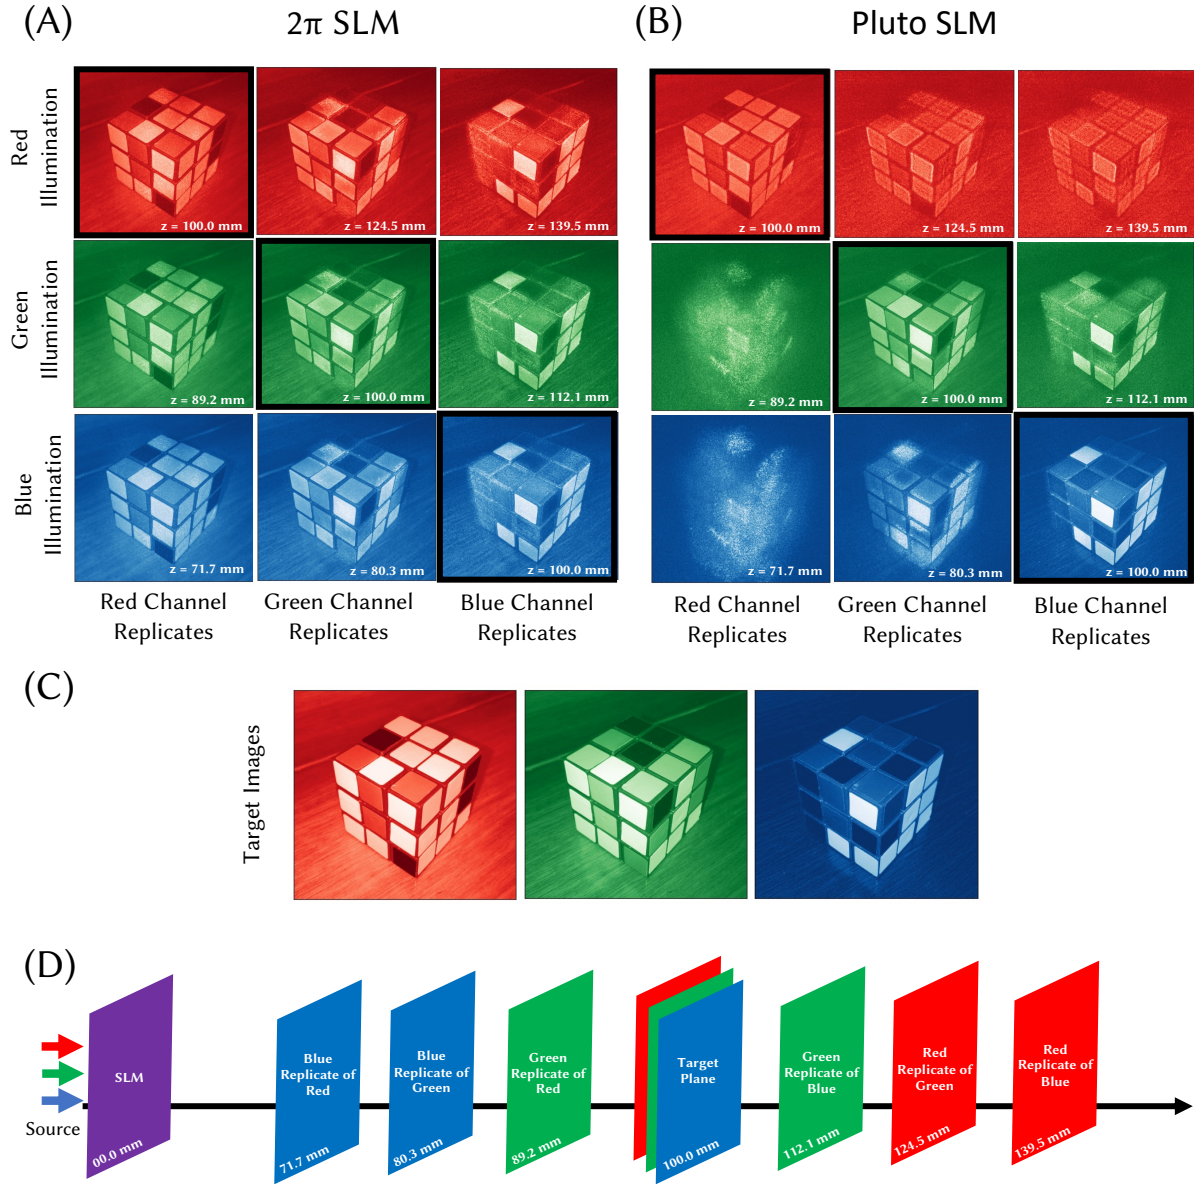 (A)
2π SLM
(B)
Pluto SLM
Red
Illumination
z = 100.0 mm
z = 124.5 mm
z = 139.5 mm
z = 100.0 mm
z = 124.5 mm
z = 139.5 mm
Green
Illumination
z = 89.2 mm
z = 100.0 mm
z = 112.1 mm
z = 89.2 mm
z = 100.0 mm
z = 112.1 mm
Blue
Illumination
z = 71.7 mm
z = 80.3 mm
z = 100.0 mm
z = 71.7 mm
z = 80.3 mm
z = 100.0 mm
Red Channel
Replicates
Green Channel
Replicates
Blue Channel
Replicates
Red Channel
Replicates
Green Channel
Replicates
Blue Channel
Replicates
(C)
Target Images
(D)
Source
SLM
00.0 mm
Blue
Replicate of
Red
71.7 mm
Blue
Replicate of
Green
80.3 mm
Green
Replicate of
Red
89.2 mm
Target
Plane
100.0 mm
Green
Replicate of
Blue
112.1 mm
Red
Replicate of
Green
124.5 mm
Red
Replicate of
Blue
139.5 mm